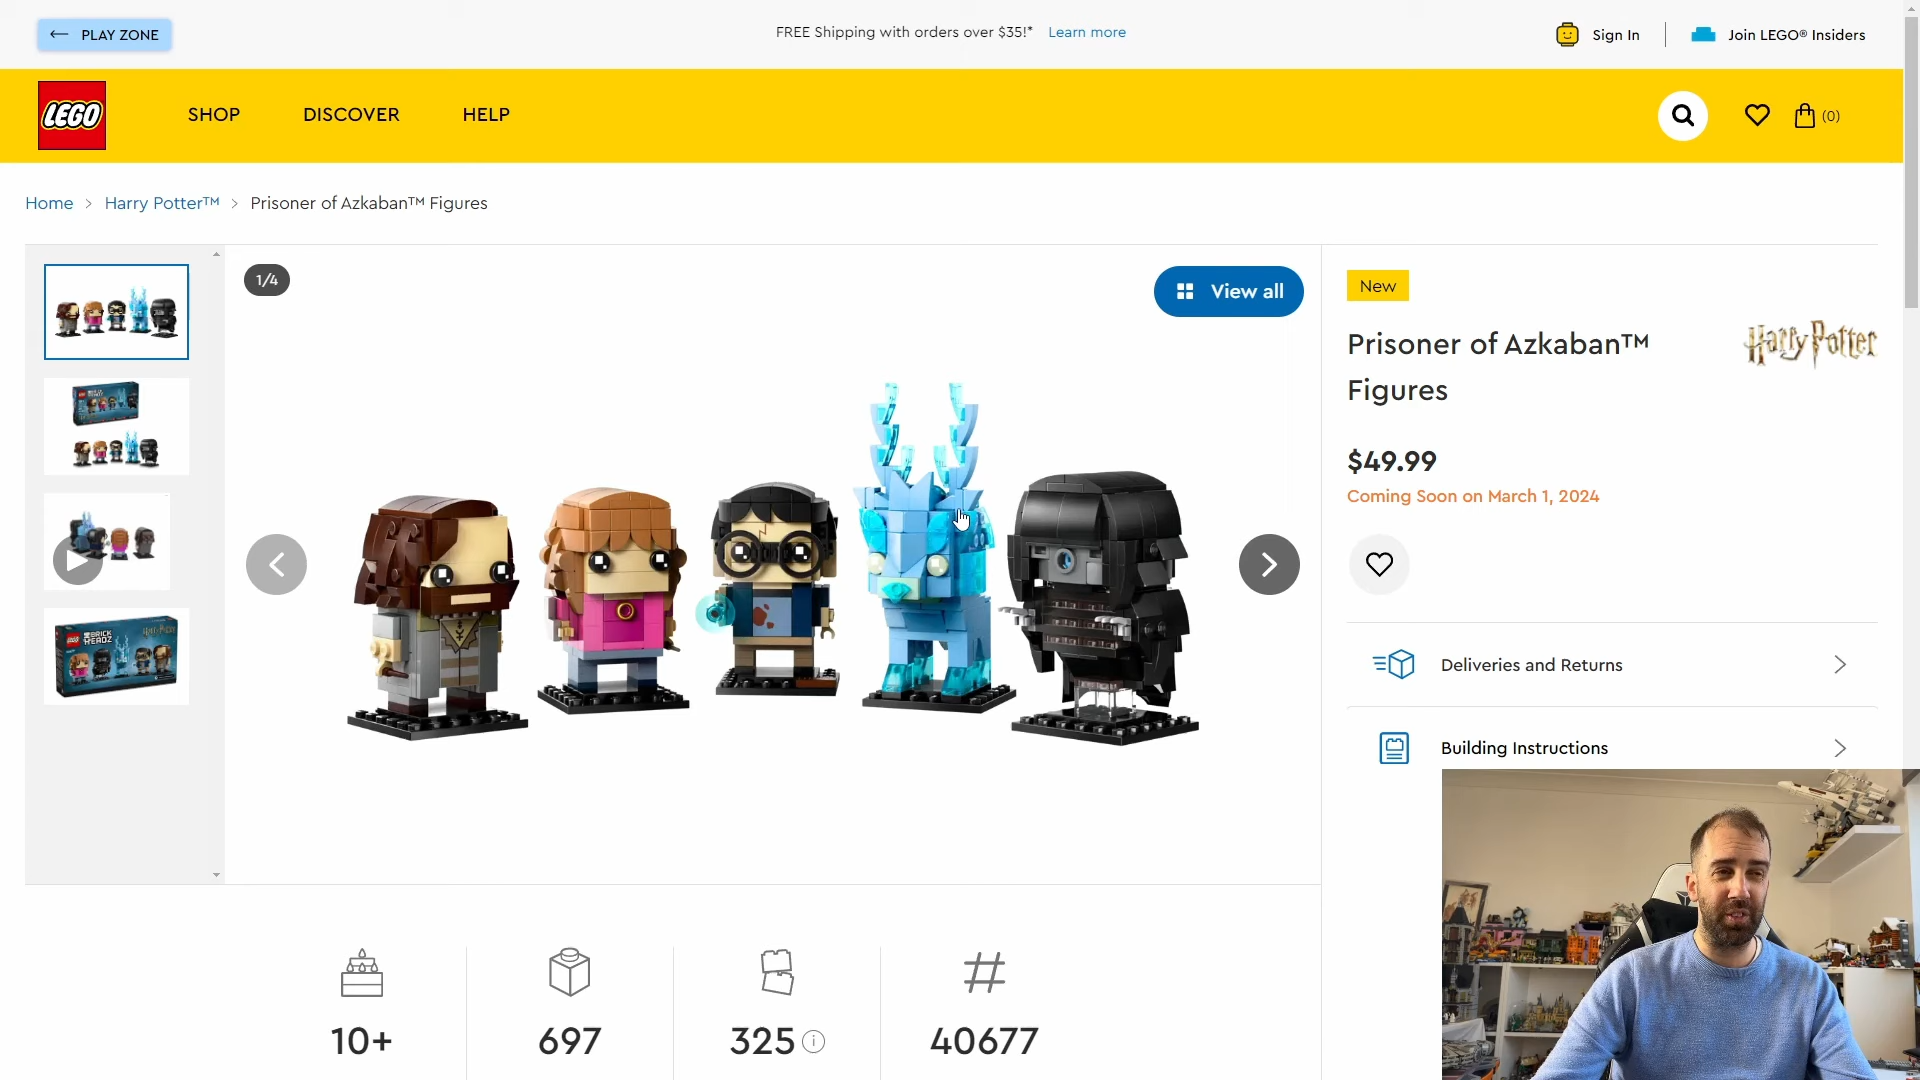 PLAY ZONE
FREE Shipping with orders over $35!* Learn more
Sign In
Join LEGO® Insiders
LEGO
SHOP
DISCOVER
HELP
(0)
Home > Harry Potter™ > Prisoner of Azkaban™ Figures
1/4
View all
New
Prisoner of Azkaban™
Figures
Harry Potter
$49.99
Coming Soon on March 1, 2024
Deliveries and Returns
Building Instructions
BRICK
HEADZ
10+
697
325
40677